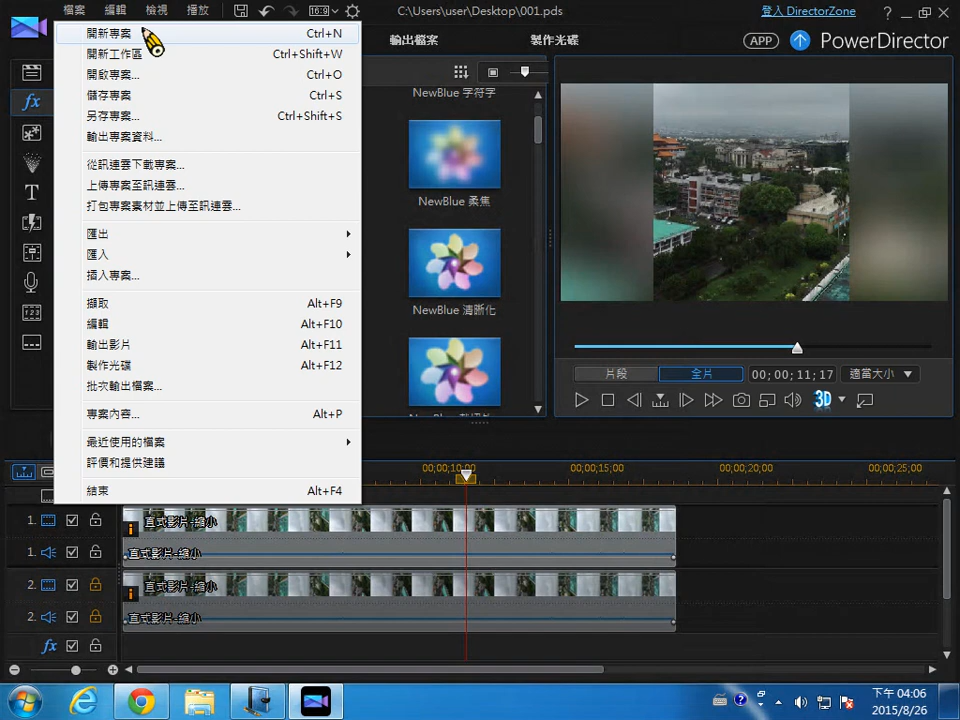 檔案 編輯 檢視 播放 16:9 C:\Users\user\Desktop\001.pds 登入 DirectorZone ?
輸出檔案 製作光碟 APP PowerDirector
開新專案 Ctrl+N
開新工作區 Ctrl+Shift+W
開啟專案... Ctrl+O
儲存專案 Ctrl+S
另存專案... Ctrl+Shift+S
輸出專案資料...
從訊連雲下載專案...
上傳專案至訊連雲...
打包專案素材並上傳至訊連雲...
匯出
匯入
插入專案...
擷取 Alt+F9
編輯 Alt+F10
輸出影片 Alt+F11
製作光碟 Alt+F12
批次輸出檔案...
專案內容... Alt+P
最近使用的檔案
評價和提供建議
結束 Alt+F4
fx
T
NewBlue 字符字
NewBlue 柔焦
NewBlue 清晰化
片段 全片 00;00;11;17 適當大小
3D
00;00;10;00 00;00;15;00 00;00;20;00 00;00;25;00
1. 直式影片-縮小
1. 直式影片-縮小
2. 直式影片-縮小
2. 直式影片-縮小
fx
下午 04:06
2015/8/26